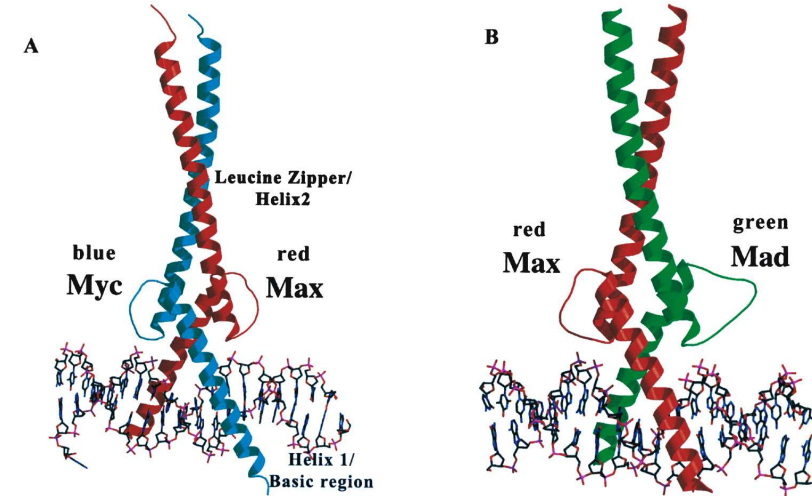 A
Leucine Zipper/
Helix2
blue
Myc
red
Max
Helix 1/
Basic region
B
red
Max
green
Mad